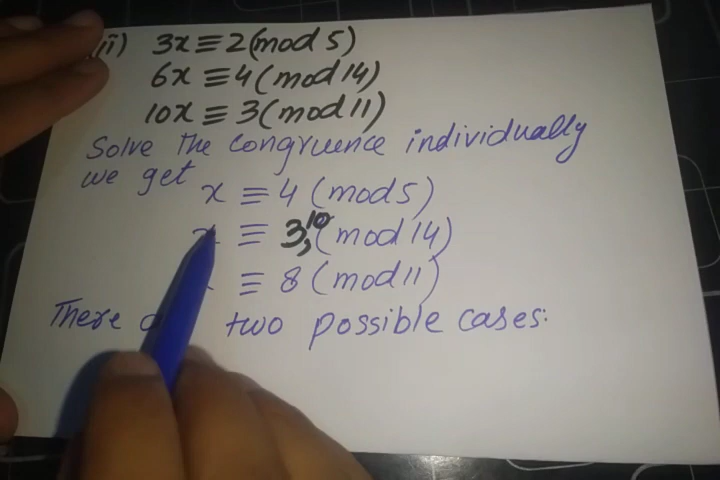 ii) 3x ≡ 2(mod 5)
6x ≡ 4(mod 14)
10x ≡ 3(mod 11)
Solve the congruence individually
we get x ≡ 4 (mod 5)
x ≡ 3, 10 (mod 14)
≡ 8 (mod 11)
There two possible cases: